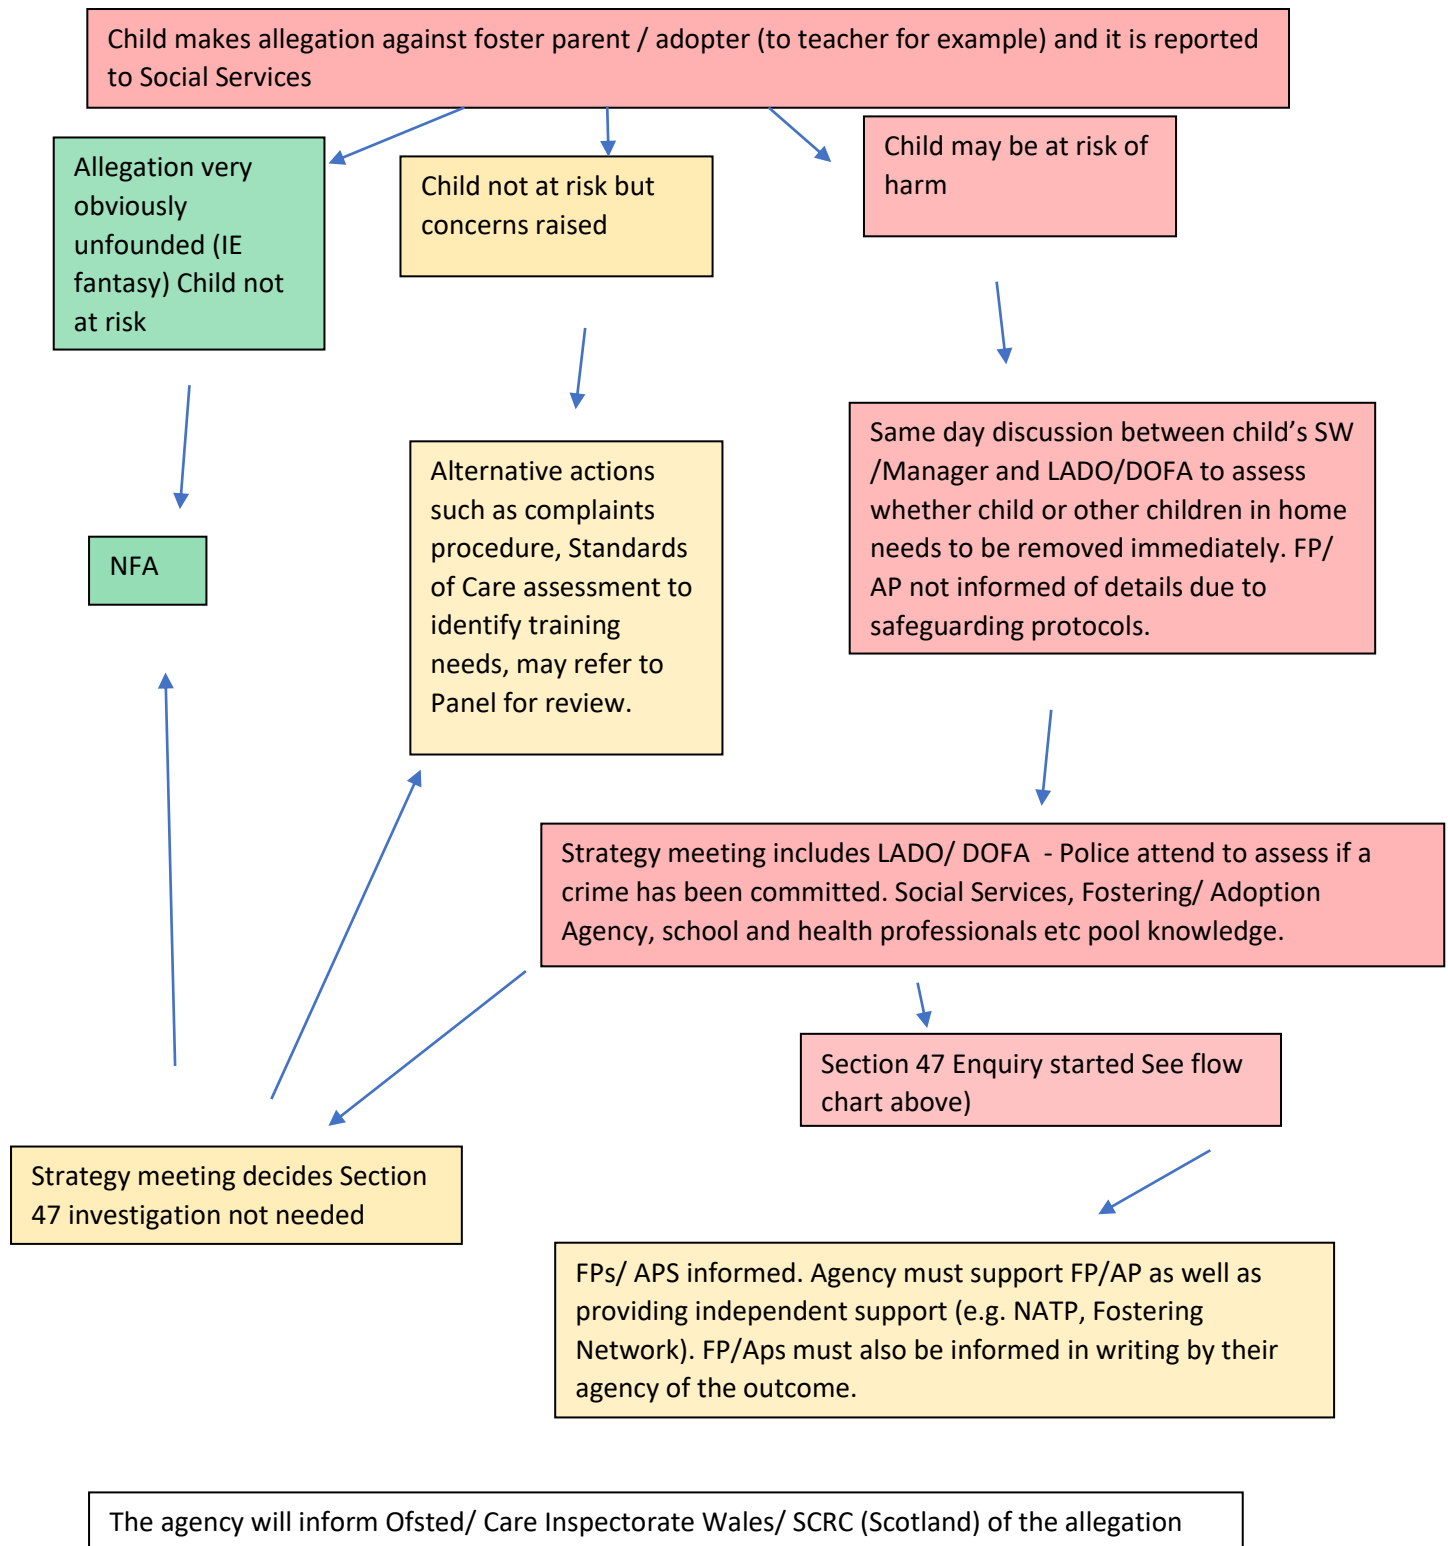 Child makes allegation against foster parent / adopter (to teacher for example) and it is reported
to Social Services
Allegation very
obviously
unfounded (IE
fantasy) Child not
at risk
Child not at risk but
concerns raised
Child may be at risk of
harm
NFA
Alternative actions
such as complaints
procedure, Standards
of Care assessment to
identify training
needs, may refer to
Panel for review.
Same day discussion between child’s SW
/Manager and LADO/DOFA to assess
whether child or other children in home
needs to be removed immediately. FP/
AP not informed of details due to
safeguarding protocols.
Strategy meeting includes LADO/ DOFA  - Police attend to assess if a
crime has been committed. Social Services, Fostering/ Adoption
Agency, school and health professionals etc pool knowledge.
Section 47 Enquiry started See flow
chart above)
Strategy meeting decides Section
47 investigation not needed
FPs/ APS informed. Agency must support FP/AP as well as
providing independent support (e.g. NATP, Fostering
Network). FP/Aps must also be informed in writing by their
agency of the outcome.
The agency will inform Ofsted/ Care Inspectorate Wales/ SCRC (Scotland) of the allegation